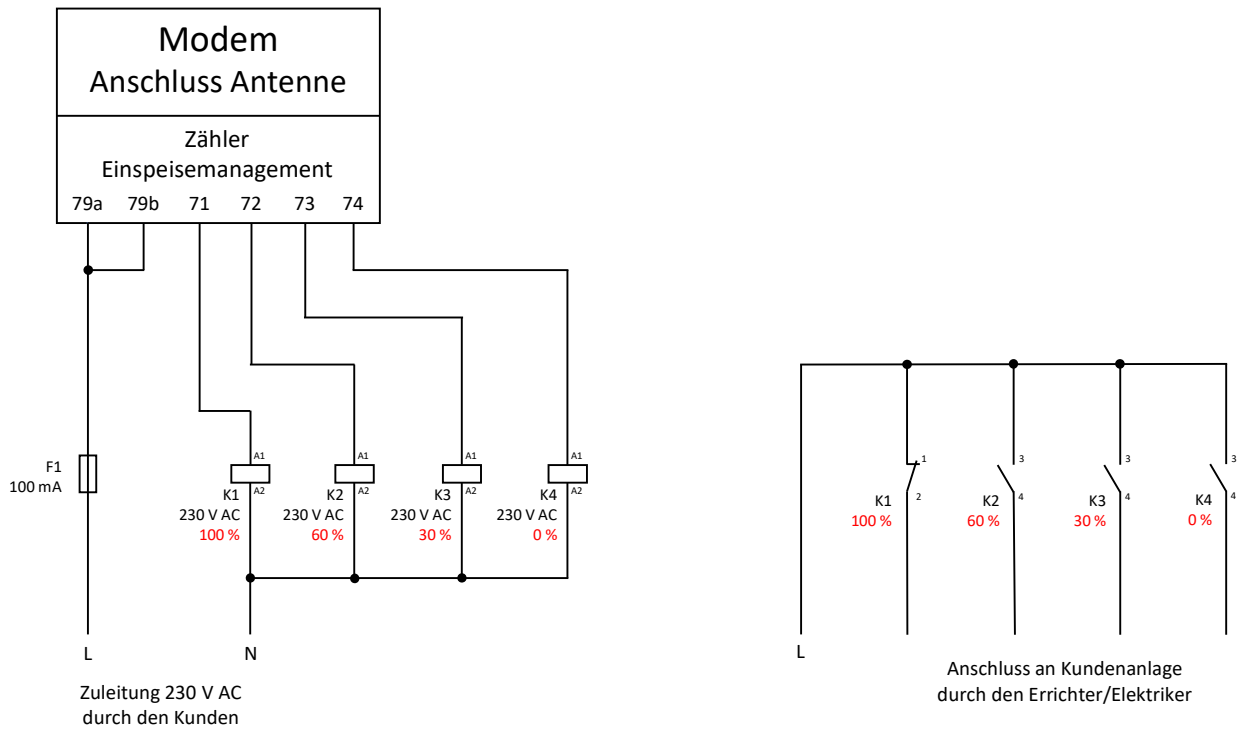 Modem
Anschluss Antenne
Zähler
Einspeisemanagement
79a 79b 71 72 73 74
F1
100 mA
A1
A2
K1
230 V AC
100 %
A1
A2
K2
230 V AC
60 %
A1
A2
K3
230 V AC
30 %
A1
A2
K4
230 V AC
0 %
L
N
Zuleitung 230 V AC
durch den Kunden
1
2
K1
100 %
3
4
K2
60 %
3
4
K3
30 %
3
4
K4
0 %
L
Anschluss an Kundenanlage
durch den Errichter/Elektriker